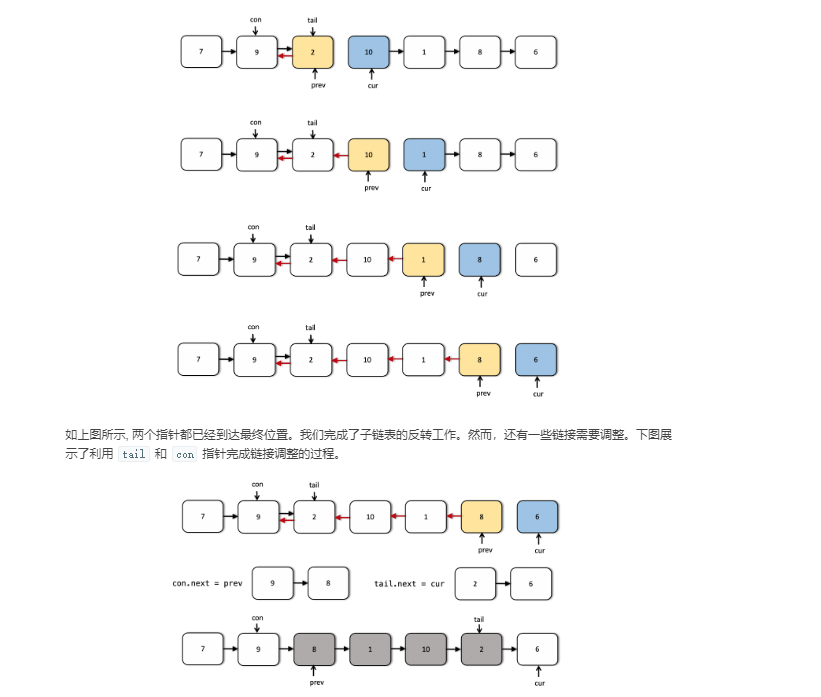 con tail
7 9 2 10 1 8 6
prev cur
con tail
7 9 2 10 1 8 6
prev cur
con tail
7 9 2 10 1 8 6
prev cur
con tail
7 9 2 10 1 8 6
prev cur
如上图所示, 两个指针都已经到达最终位置。我们完成了子链表的反转工作。然而，还有一些链接需要调整。下图展
示了利用 tail 和 con 指针完成链接调整的过程。
con tail
7 9 2 10 1 8 6
prev cur
con.next = prev 9 8 tail.next = cur 2 6
con tail
7 9 8 1 10 2 6
prev cur